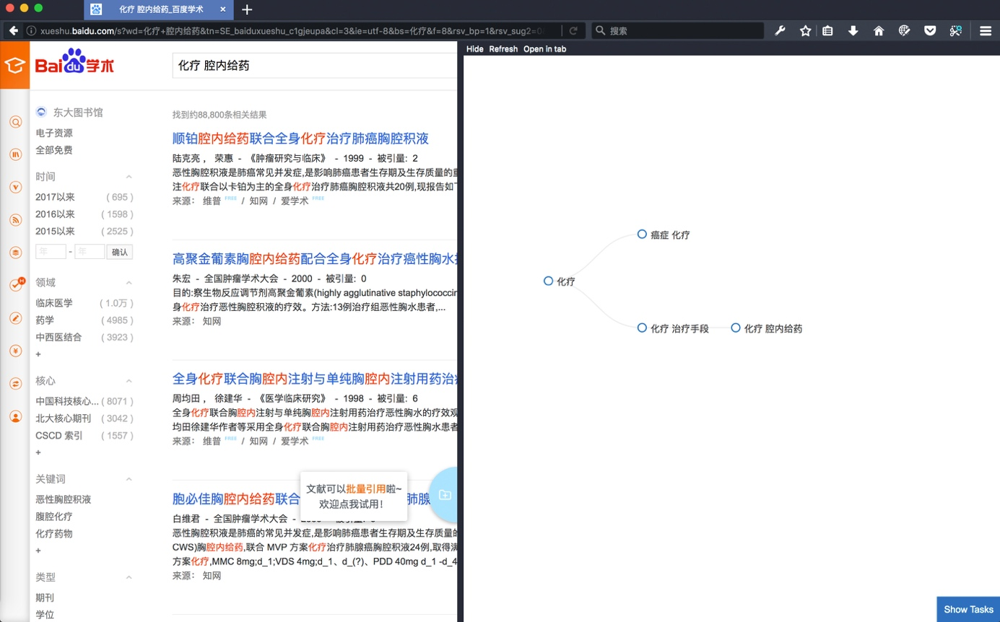 化疗 腔内给药_百度学术
xueshu.baidu.com/s?wd=化疗+腔内给药&tn=SE_baiduxueshu_c1gjeupa&cl=3&ie=utf-8&bs=化疗&f=8&rsv_bp=1&rsv_sug2=0
搜索
Hide Refresh Open in tab
Baidu学术
化疗 腔内给药
东大图书馆
电子资源
全部免费
时间
2017以来 ( 695 )
2016以来 ( 1598 )
2015以来 ( 2525 )
年 - 年 确认
领域
临床医学 ( 1.0万 )
药学 ( 4985 )
中西医结合 ( 3923 )
+
核心
中国科技核心... ( 8071 )
北大核心期刊 ( 3042 )
CSCD 索引 ( 1557 )
+
关键词
恶性胸腔积液
腹腔化疗
化疗药物
+
类型
期刊
学位
找到约88,800条相关结果
顺铂腔内给药联合全身化疗治疗肺癌胸腔积液
陆克亮 , 荣惠 - 《肿瘤研究与临床》 - 1999 - 被引量: 2
恶性胸腔积液是肺癌常见并发症,是影响肺癌患者生存期及生存质量的重
注化疗联合以卡铂为主的全身化疗治疗肺癌胸腔积液共20例,现报告如下
来源: 维普 FREE / 知网 / 爱学术 FREE
高聚金葡素胸腔内给药配合全身化疗治疗癌性胸水
朱宏 - 全国肿瘤学术大会 - 2000 - 被引量: 0
目的:察生物反应调节剂高聚金葡素(highly agglutinative staphylococcin
身化疗治疗恶性胸腔积液的疗效。方法:13例治疗组恶性胸水患者,...
来源: 知网
全身化疗联合胸腔内注射与单纯胸腔内注射用药治疗
周均田 , 徐建华 - 《医学临床研究》 - 1998 - 被引量: 6
全身化疗联合胸腔内注射与单纯胸腔内注射用药治疗恶性胸水的疗效观
均田徐建华作者等采用全身化疗联合胸腔内注射用药治疗恶性胸水患者
来源: 维普 FREE / 知网 / 爱学术 FREE
胞必佳胸腔内给药联合 肺腺
白维君 - 全国肿瘤学术大会 -
恶性胸腔积液是肺癌的常见并发症,是影响肺癌患者生存期及生存质量的
CWS)胸腔内给药,联合 MVP 方案化疗治疗肺腺癌胸腔积液24例,取得满
方案化疗,MMC 8mg;d_1;VDS 4mg;d_1、d_(?)、PDD 40mg d_1 -d_4
来源: 知网
文献可以批量引用啦~
欢迎点我试用!
癌症 化疗
化疗
化疗 治疗手段
化疗 腔内给药
Show Tasks